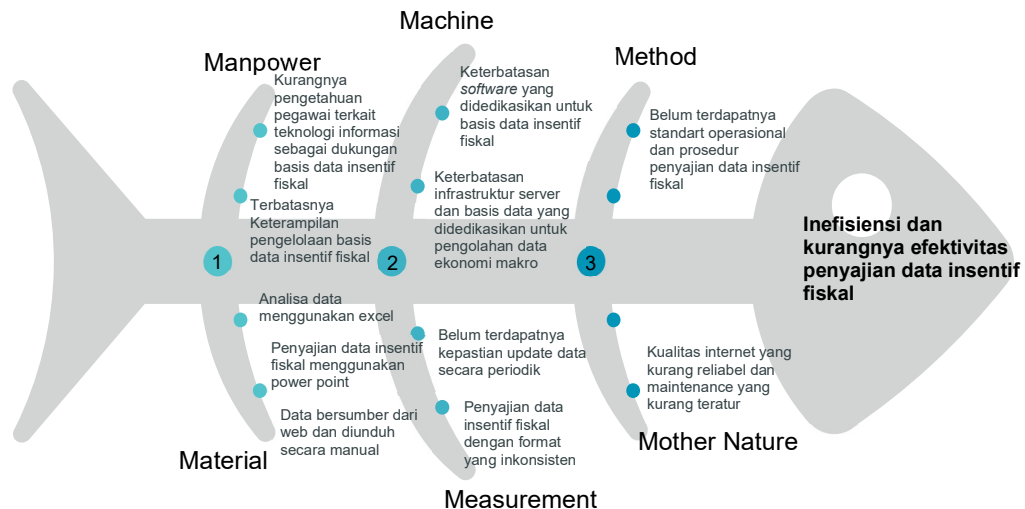 Machine
Manpower
Method
Kurangnya
pengetahuan
pegawai terkait
teknologi informasi
sebagai dukungan
basis data insentif
fiskal
Terbatasnya
Keterampilan
pengelolaan basis
data insentif fiskal
Keterbatasan
software yang
didedikasikan untuk
basis data insentif
fiskal
Keterbatasan
infrastruktur server
dan basis data yang
didedikasikan untuk
pengolahan data
ekonomi makro
Belum terdapatnya
standart operasional
dan prosedur
penyajian data insentif
fiskal
1
2
3
Inefisiensi dan
kurangnya efektivitas
penyajian data insentif
fiskal
Analisa data
menggunakan excel
Penyajian data insentif
fiskal menggunakan
power point
Data bersumber dari
web dan diunduh
secara manual
Belum terdapatnya
kepastian update data
secara periodik
Penyajian data
insentif fiskal
dengan format
yang inkonsisten
Kualitas internet yang
kurang reliabel dan
maintenance yang
kurang teratur
Material
Measurement
Mother Nature